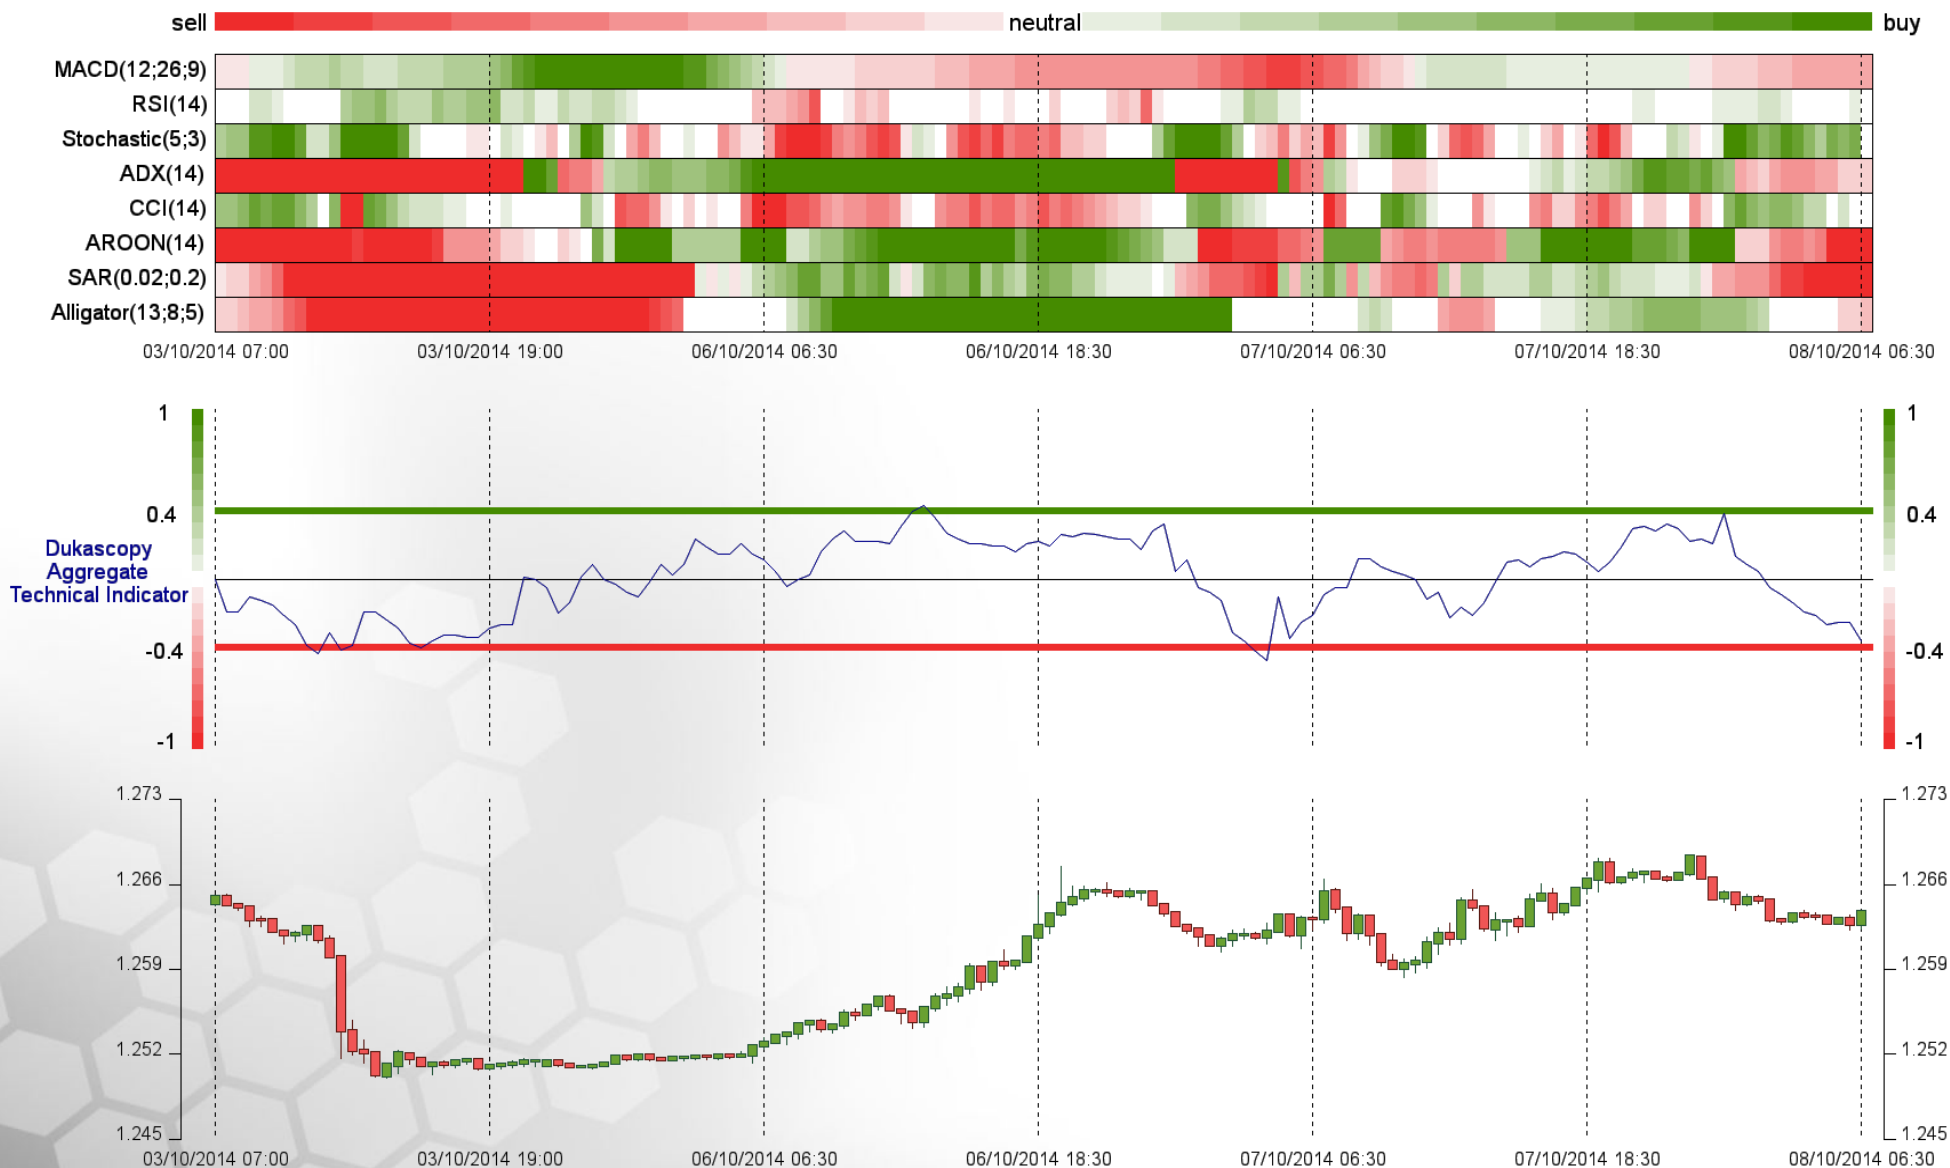 sell neutral buy
MACD(12;26;9)
RSI(14)
Stochastic(5;3)
ADX(14)
CCI(14)
AROON(14)
SAR(0.02;0.2)
Alligator(13;8;5)
03/10/2014 07:00 03/10/2014 19:00 06/10/2014 06:30 06/10/2014 18:30 07/10/2014 06:30 07/10/2014 18:30 08/10/2014 06:30
1 1
0.4 0.4
Dukascopy
Aggregate
Technical Indicator
-0.4 -0.4
-1 -1
1.273 1.273
1.266 1.266
1.259 1.259
1.252 1.252
1.245 1.245
03/10/2014 07:00 03/10/2014 19:00 06/10/2014 06:30 06/10/2014 18:30 07/10/2014 06:30 07/10/2014 18:30 08/10/2014 06:30